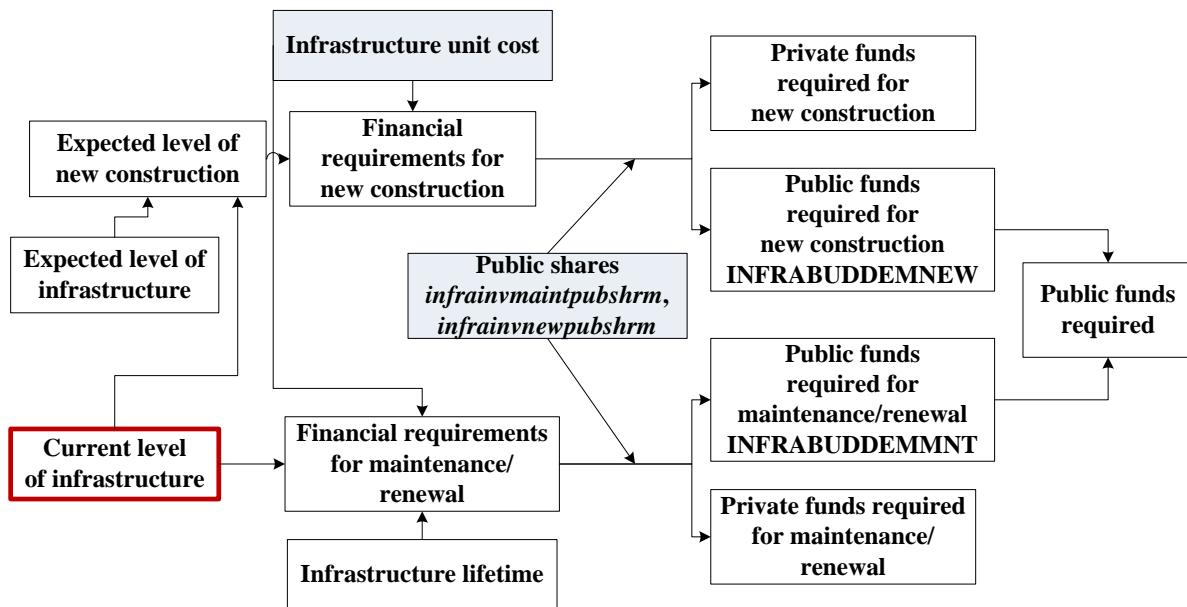 Infrastructure unit cost
Private funds
required for
new construction
Expected level of
new construction
Financial
requirements for
new construction
Public funds
required for
new construction
INFRABUDDEMNEW
Expected level of
infrastructure
Public shares
infrainvmaintpubshrm,
infrainvnewpubshrm
Public funds
required
Public funds
required for
maintenance/renewal
INFRABUDDEMMNT
Current level
of infrastructure
Financial requirements
for maintenance/
renewal
Private funds required
for maintenance/
renewal
Infrastructure lifetime